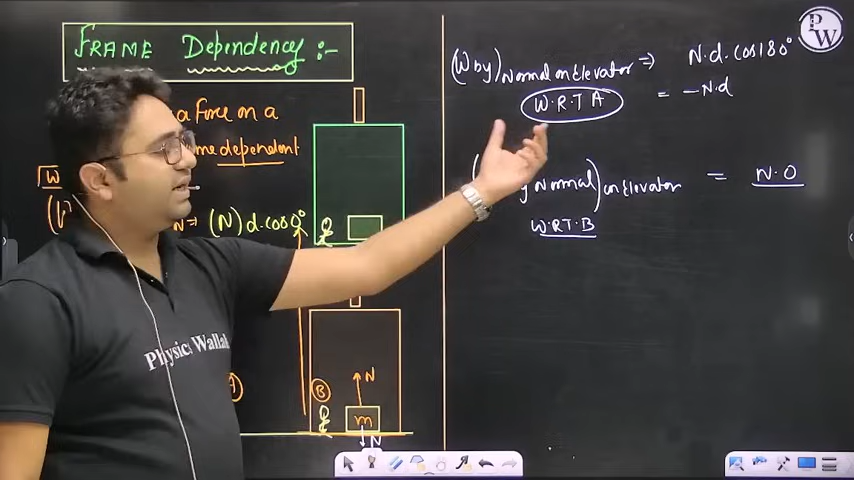 FRAME Dependency :-
a force on a
me dependent
W
(W
N ⇒ (N) d.cos0°
N
B
m
N
A
(W by) Normal on Elevator ⇒ N.d.cos180°
W.R.T A = -N.d
y Normal) on Elevator = N.0
W.R.T.B
PW
Physics Wallah